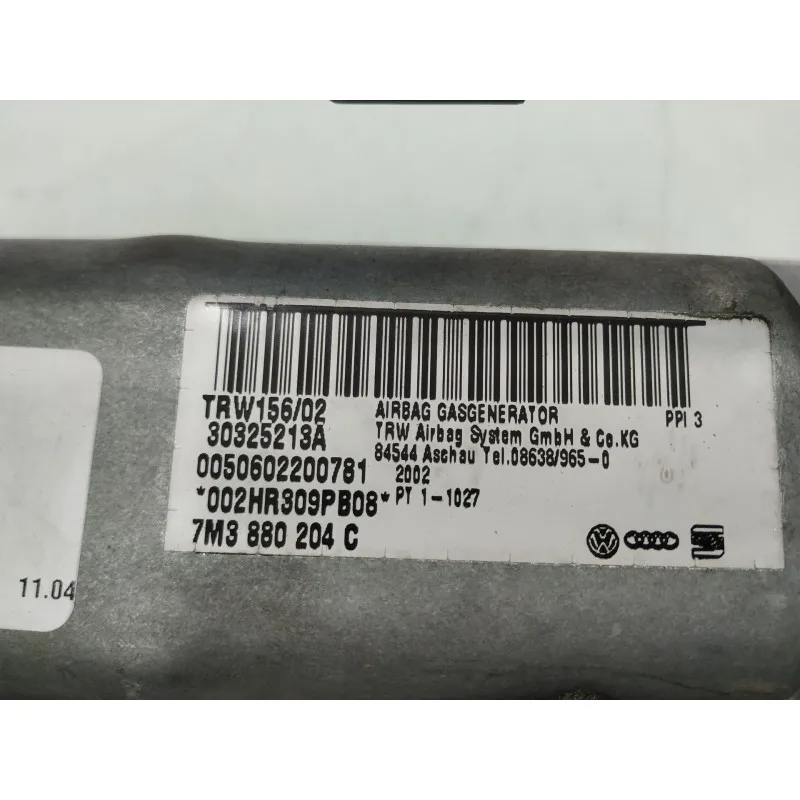 TRW156/02
30325213A
0050602200781
*002HR309PB08*
7M3 880 204 C
AIRBAG GASGENERATOR PPI 3
TRW Airbag System GmbH & Co.KG
84544 Aschau Tel.08638/965-0
2002
PT 1-1027
11.04